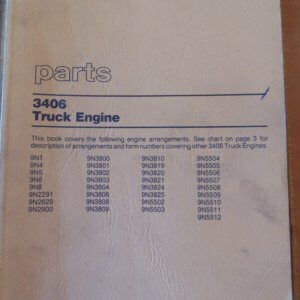 parts
3406
Truck Engine
This book covers the following engine arrangements. See chart on page 3 for
description of arrangements and form numbers covering other 3406 Truck Engines.
9N1 9N3800 9N3810 9N5504
9N4 9N3801 9N3819 9N5505
9N5 9N3802 9N3820 9N5506
9N6 9N3803 9N3821 9N5507
9N8 9N3804 9N3824 9N5508
9N2291 9N3806 9N3825 9N5509
9N2629 9N3808 9N5502 9N5510
9N2900 9N3809 9N5503 9N5511
9N5512